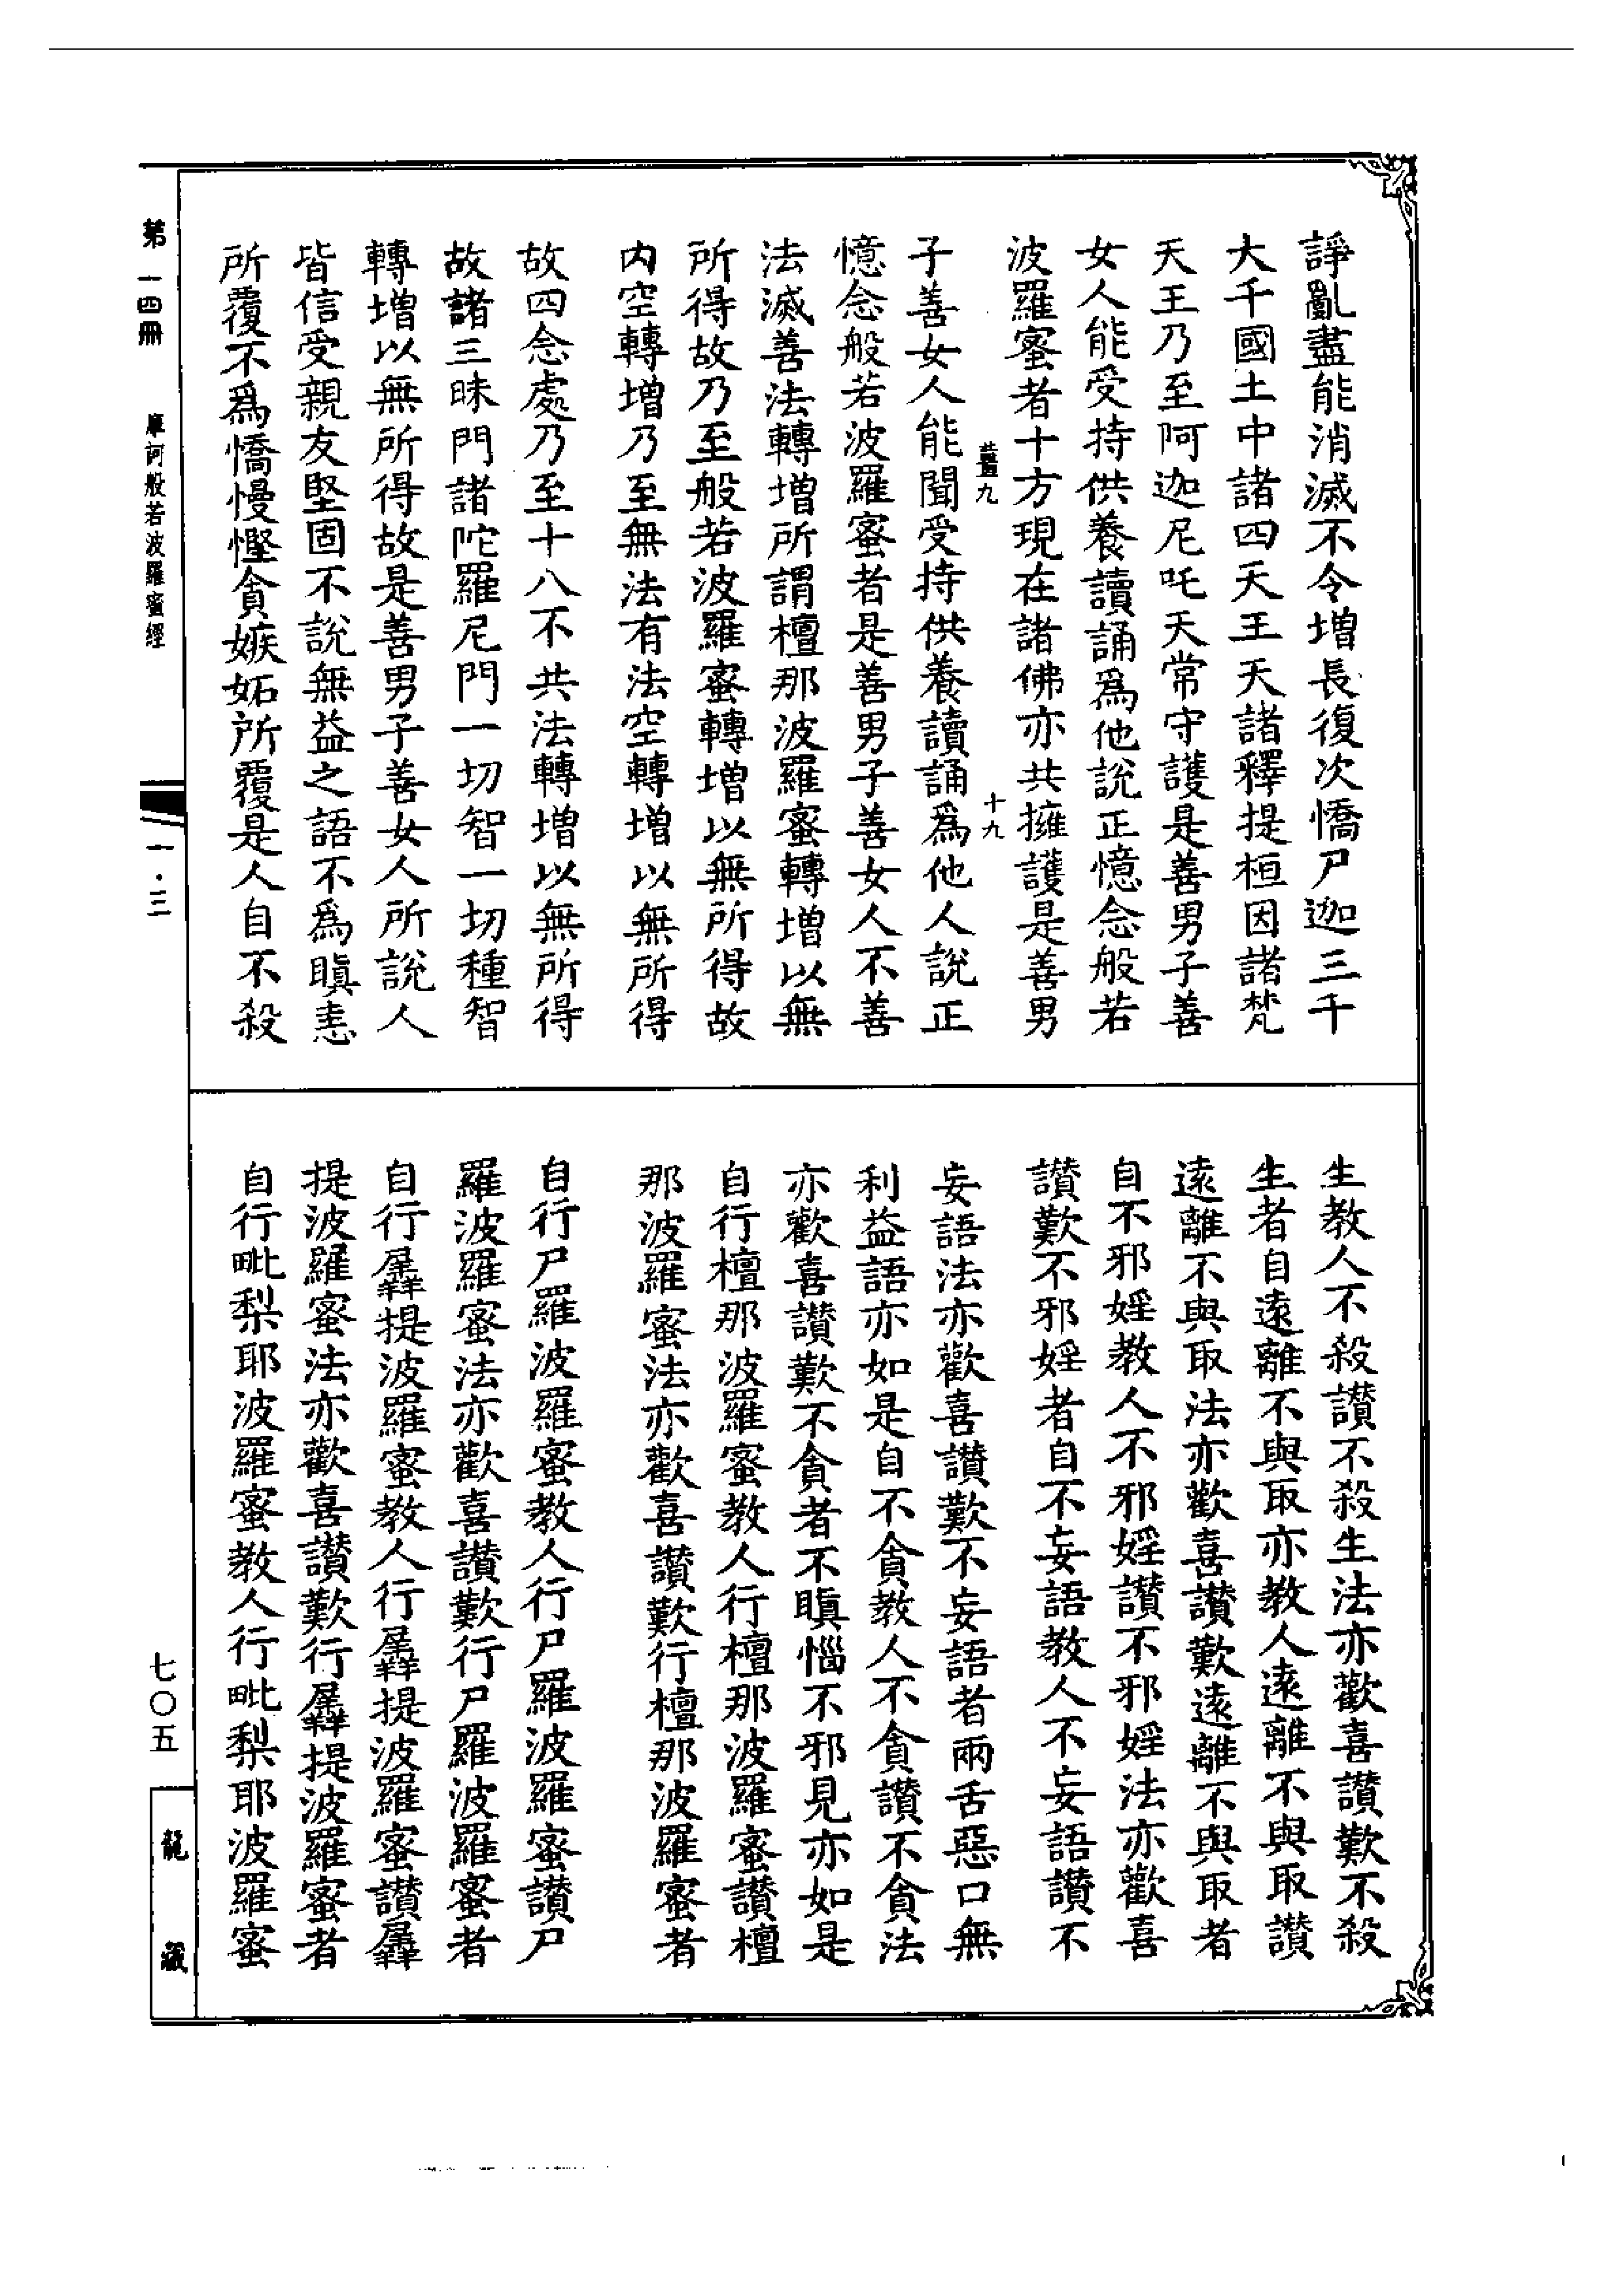 諍亂盡能消滅不令增長復次憍尸迦三千
大千國土中諸四天王天諸釋提桓因諸梵
天王乃至阿迦尼吒天常守護是善男子善
女人能受持供養讀誦爲他說正憶念般若
波羅蜜者十方現在諸佛亦共擁護是善男
九
十九
子善女人能聞受持供養讀誦爲他人說正
憶念般若波羅蜜者是善男子善女人不善
法滅善法轉增所謂檀那波羅蜜轉增以無
所得故乃至般若波羅蜜轉增以無所得故
內空轉增乃至無法有法空轉增以無所得
故四念處乃至十八不共法轉增以無所得
故諸三昧門諸陀羅尼門一切智一切種智
轉增以無所得故是善男子善女人所說人
皆信受親友堅固不說無益之語不爲瞋恚
所覆不爲憍慢慳貪嫉妬所覆是人自不殺
生教人不殺讃不殺生法亦歡喜讃歎不殺
生者自遠離不與取亦教人遠離不與取讃
遠離不與取法亦歡喜讃歎遠離不與取者
自不邪婬教人不邪婬讃不邪婬法亦歡喜
讃歎不邪婬者自不妄語教人不妄語讃不
妄語法亦歡喜讃歎不妄語者兩舌惡口無
利益語亦如是自不貪教人不貪讃不貪法
亦歡喜讃歎不貪者不瞋惱不邪見亦如是
自行檀那波羅蜜教人行檀那波羅蜜讃檀
那波羅蜜法亦歡喜讃歎行檀那波羅蜜者
自行尸羅波羅蜜教人行尸羅波羅蜜讃尸
羅波羅蜜法亦歡喜讃歎行尸羅波羅蜜者
自行羼提波羅蜜教人行羼提波羅蜜讃羼
提波羅蜜法亦歡喜讃歎行羼提波羅蜜者
自行毗梨耶波羅蜜教人行毗梨耶波羅蜜
第一四冊
摩訶般若波羅蜜經
一·三
七〇五
龍藏